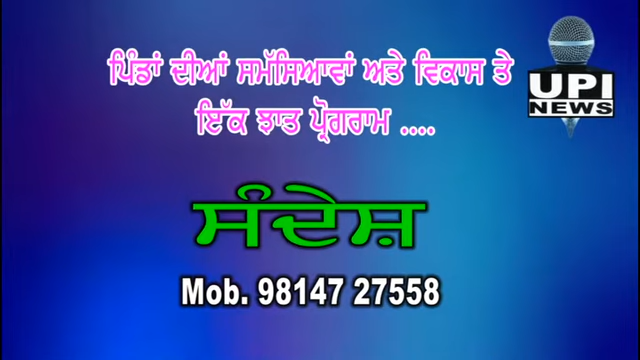 ਪਿੰਡਾਂ ਦੀਆਂ ਸਮੱਸਿਆਵਾਂ ਅਤੇ ਵਿਕਾਸ ਤੇ
ਇੱਕ ਝਾਤ ਪ੍ਰੋਗਰਾਮ ....
UPI
NEWS
ਸੰਦੇਸ਼
Mob. 98147 27558